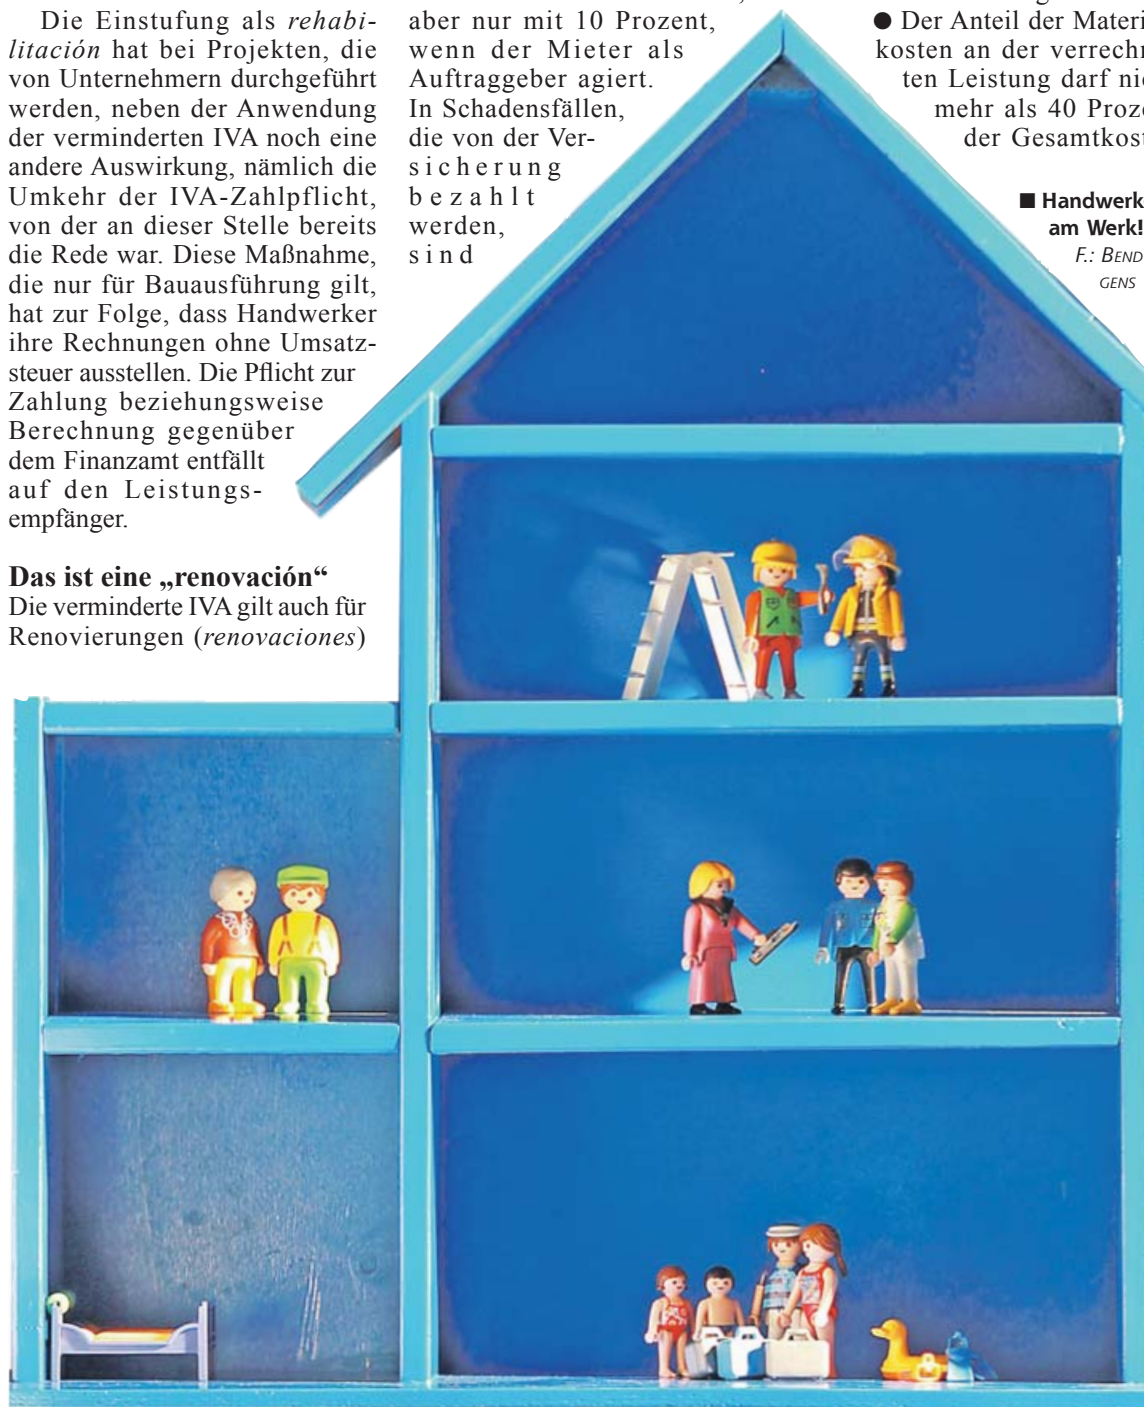 Die Einstufung als rehabi-
litación hat bei Projekten, die
von Unternehmern durchgeführt
werden, neben der Anwendung
der verminderten IVA noch eine
andere Auswirkung, nämlich die
Umkehr der IVA-Zahlpflicht,
von der an dieser Stelle bereits
die Rede war. Diese Maßnahme,
die nur für Bauausführung gilt,
hat zur Folge, dass Handwerker
ihre Rechnungen ohne Umsatz-
steuer ausstellen. Die Pflicht zur
Zahlung beziehungsweise
Berechnung gegenüber
dem Finanzamt entfällt
auf den Leistungs-
empfänger.
Das ist eine „renovación“
Die verminderte IVA gilt auch für
Renovierungen (renovaciones)
aber nur mit 10 Prozent,
wenn der Mieter als
Auftraggeber agiert.
In Schadensfällen,
die von der Ver-
sicherung
bezahlt
werden,
sind
● Der Anteil der Materi
kosten an der verrechn
ten Leistung darf nic
mehr als 40 Proze
der Gesamtkost
■ Handwerk
am Werk!
F.: BEND
GENS